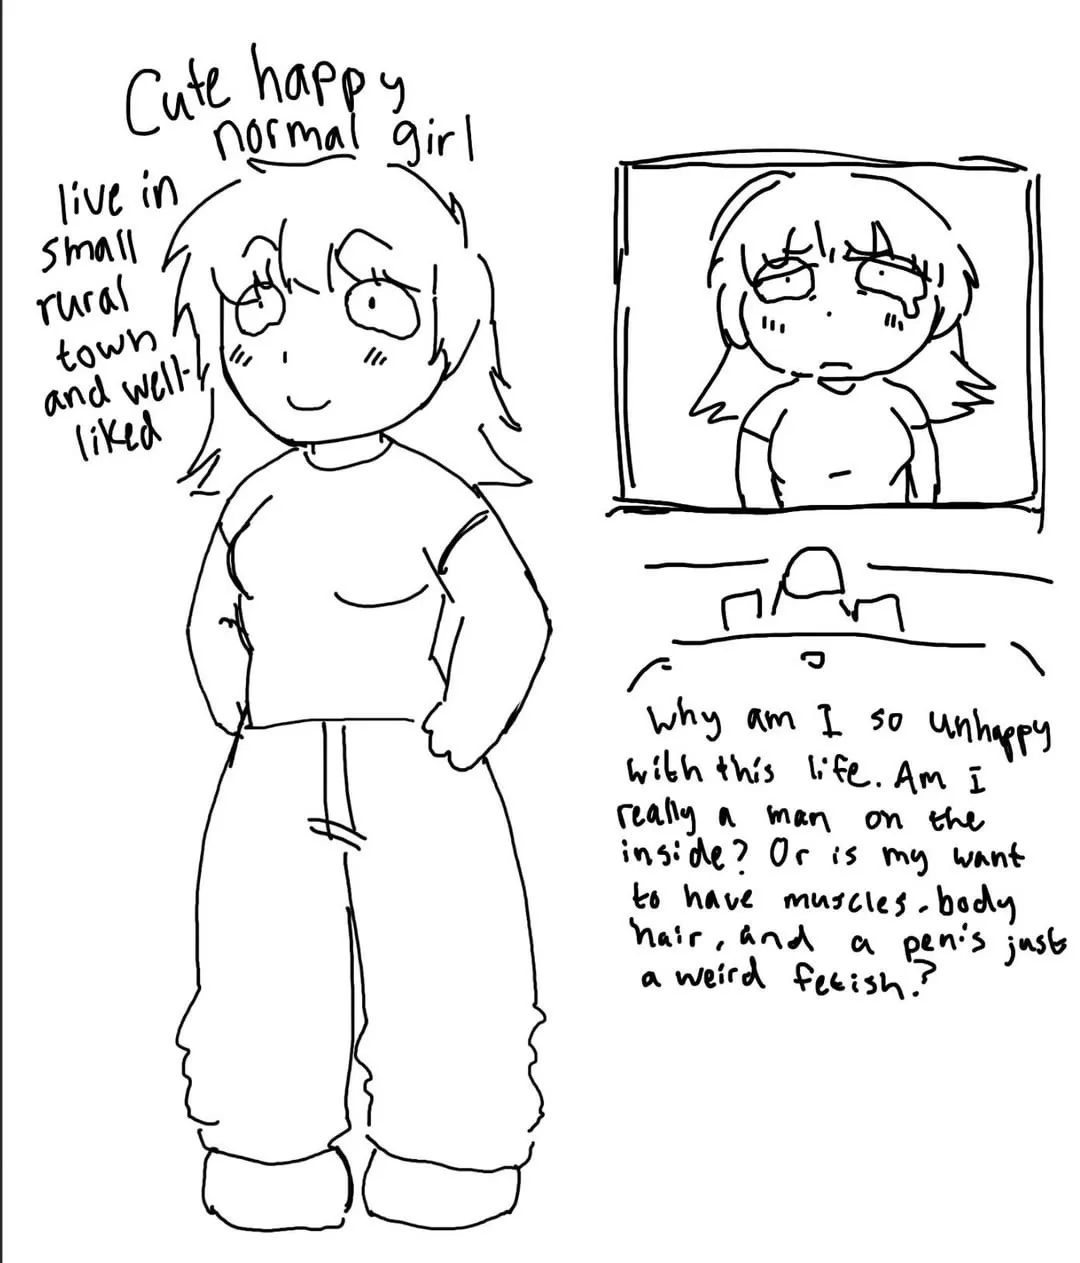 Cute happy
normal girl
live in
small
rural
town
and well-
liked
Why am I so unhappy
with this life. Am I
really a man on the
inside? Or is my want
to have muscles, body
hair, and a penis just
a weird fetish?